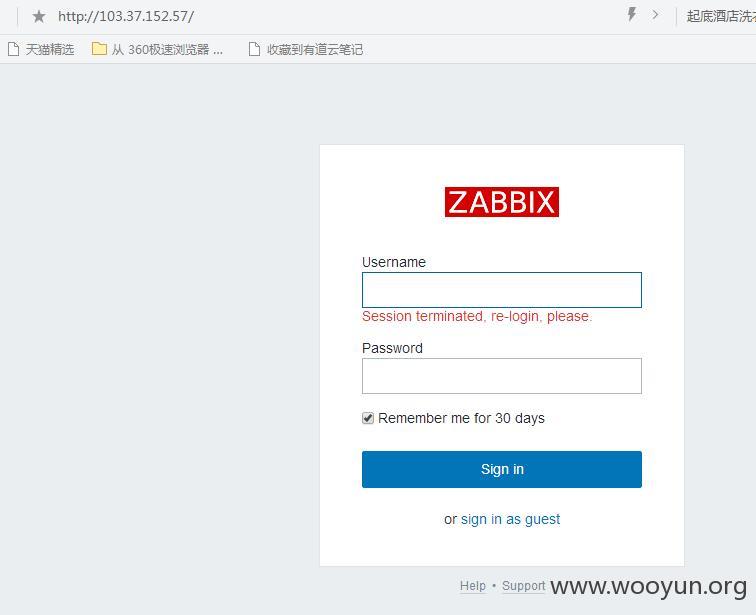 http://103.37.152.57/
起底酒店洗
天猫精选
从 360极速浏览器 ...
收藏到有道云笔记
ZABBIX
Username
Session terminated, re-login, please.
Password
Remember me for 30 days
Sign in
or sign in as guest
Help • Support
www.wooyun.org